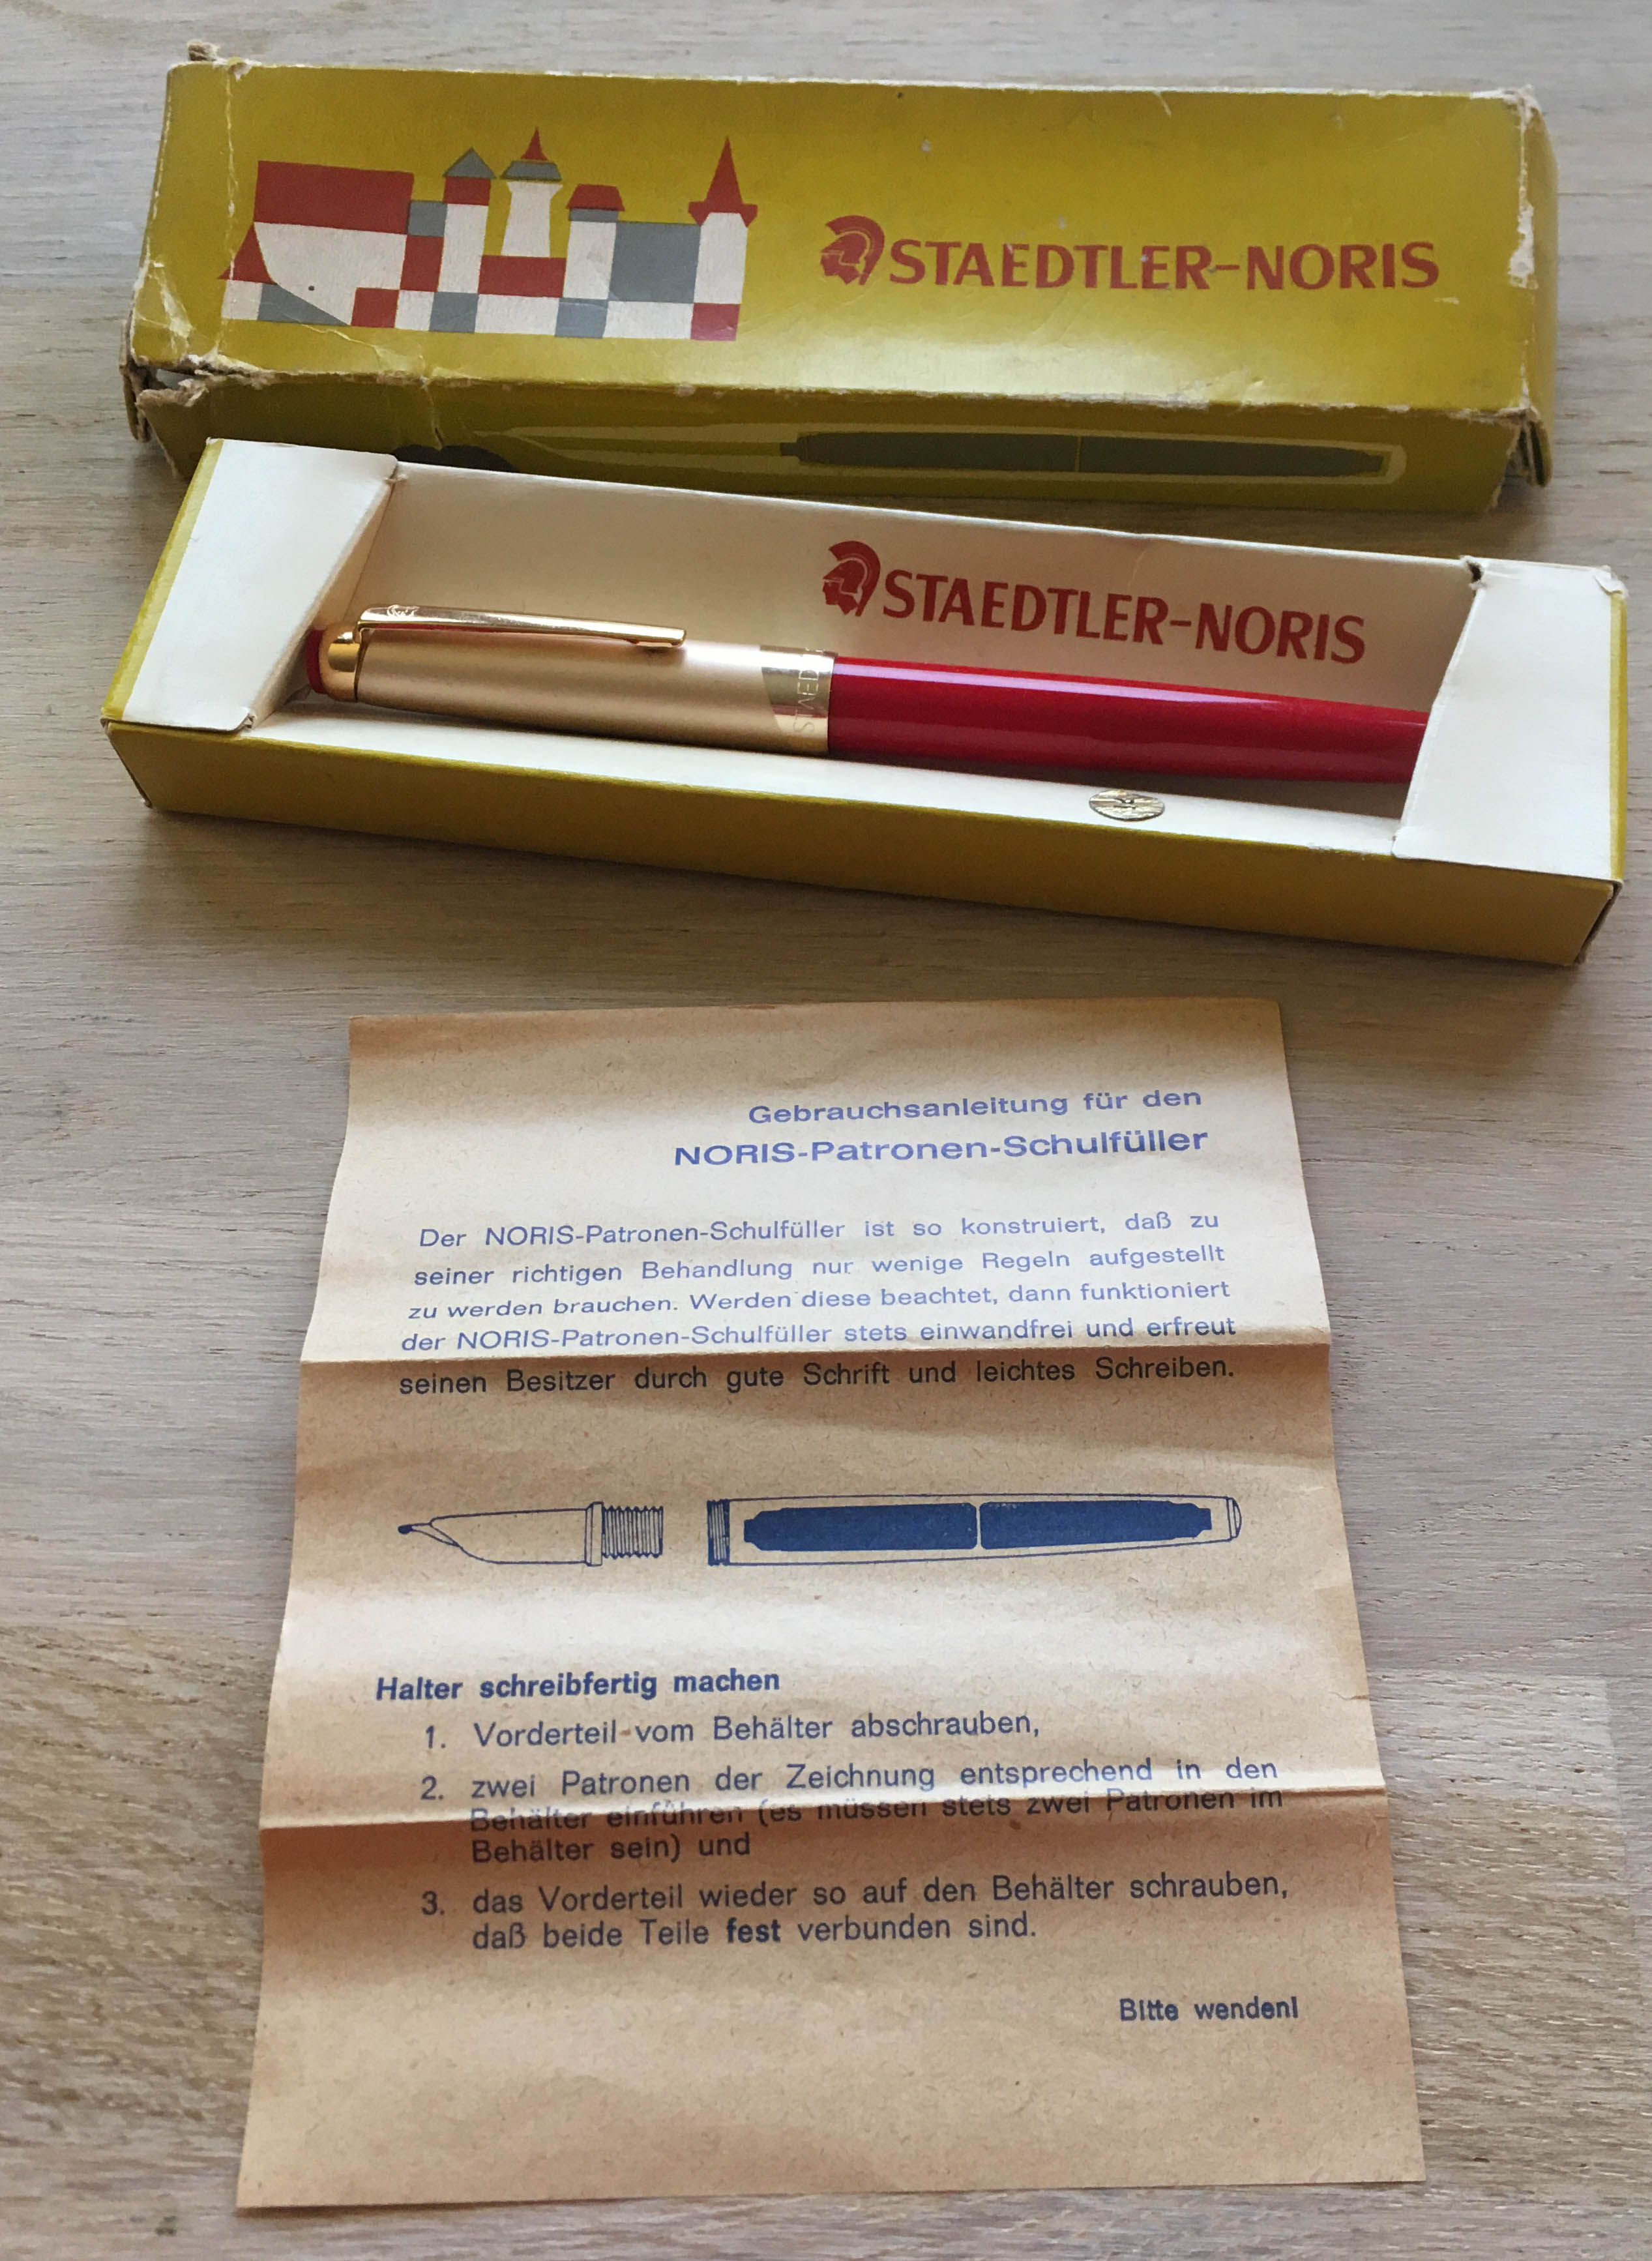 STAEDTLER-NORIS
STAEDTLER-NORIS
STAED
Gebrauchsanleitung für den
NORIS-Patronen-Schulfüller
Der NORIS-Patronen-Schulfüller ist so konstruiert, daß zu
seiner richtigen Behandlung nur wenige Regeln aufgestellt
zu werden brauchen. Werden diese beachtet, dann funktioniert
der NORIS-Patronen-Schulfüller stets einwandfrei und erfreut
seinen Besitzer durch gute Schrift und leichtes Schreiben.
Halter schreibfertig machen
1. Vorderteil vom Behälter abschrauben,
2. zwei Patronen der Zeichnung entsprechend in den
Behälter einführen (es müssen stets zwei Patronen im
Behälter sein) und
3. das Vorderteil wieder so auf den Behälter schrauben,
daß beide Teile fest verbunden sind.
Bitte wenden!